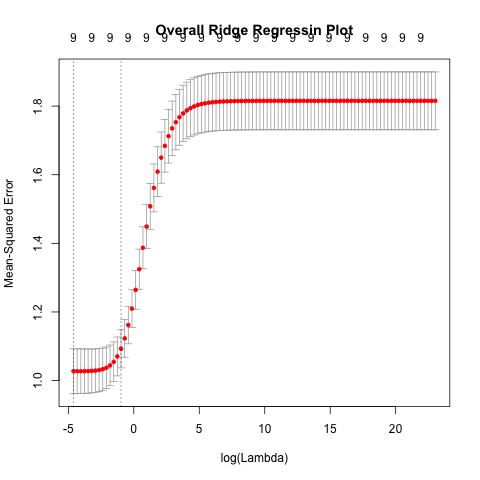 Overall Ridge Regressin Plot
9 9 9 9 9 9 9 9 9 9 9 9 9 9 9 9 9 9 9 9
Mean-Squared Error
1.8
1.6
1.4
1.2
1.0
-5 0 5 10 15 20
log(Lambda)